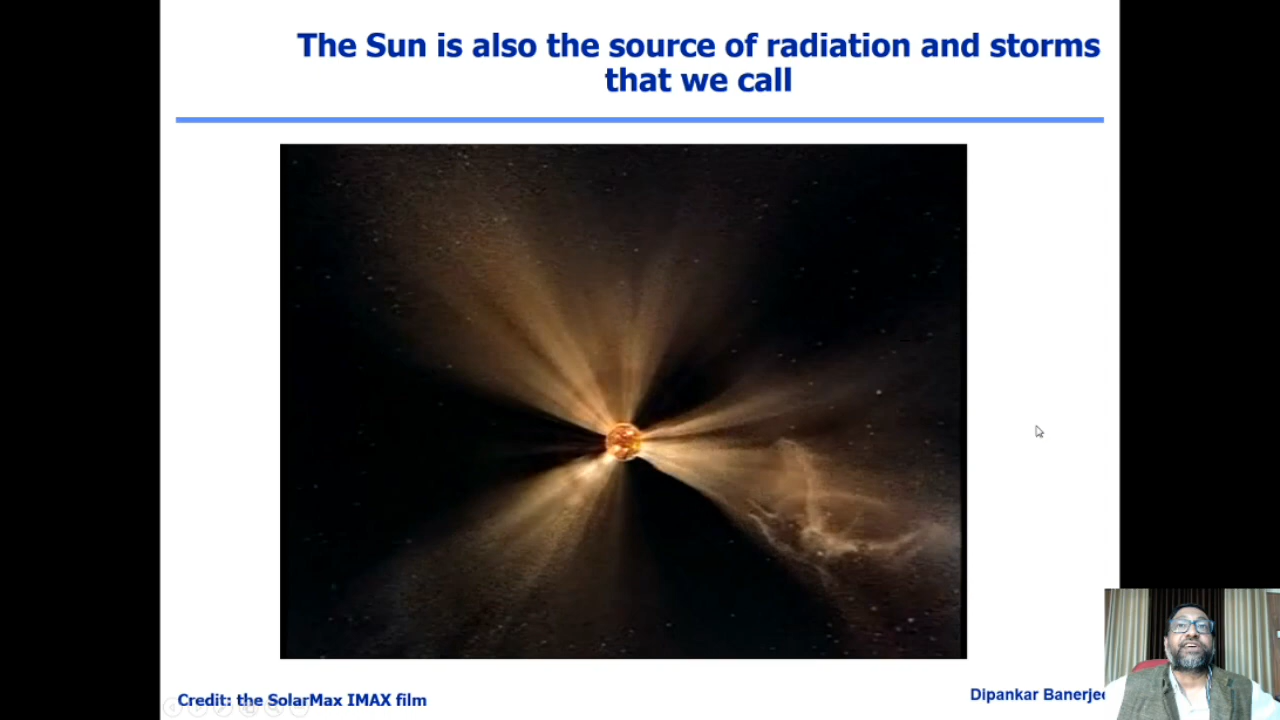 The Sun is also the source of radiation and storms
that we call
Credit: the SolarMax IMAX film
Dipankar Banerjee